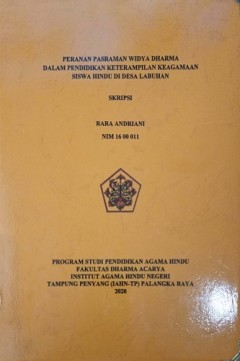 PERANAN PASRAMAN WIDYA DHARMA
DALAM PENDIDIKAN KETERAMPILAN KEAGAMAAN
SISWA HINDU DI DESA LABUHAN
SKRIPSI
RARA ANDRIANI
NIM 16 00 011
PROGRAM STUDI PENDIDIKAN AGAMA HINDU
FAKULTAS DHARMA ACARYA
INSTITUT AGAMA HINDU NEGERI
TAMPUNG PENYANG (IAHN-TP) PALANGKA RAYA
2020